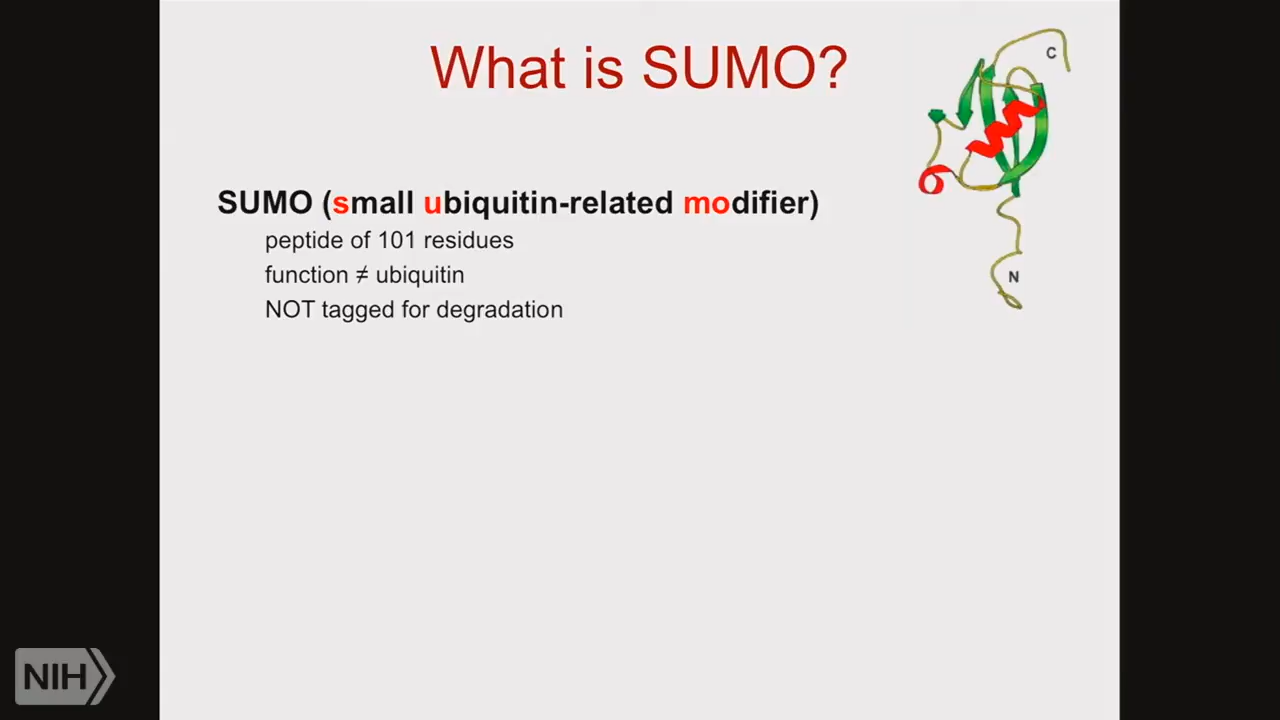 What is SUMO?
C
SUMO (small ubiquitin-related modifier)
peptide of 101 residues
function ≠ ubiquitin
N
NOT tagged for degradation
NIH